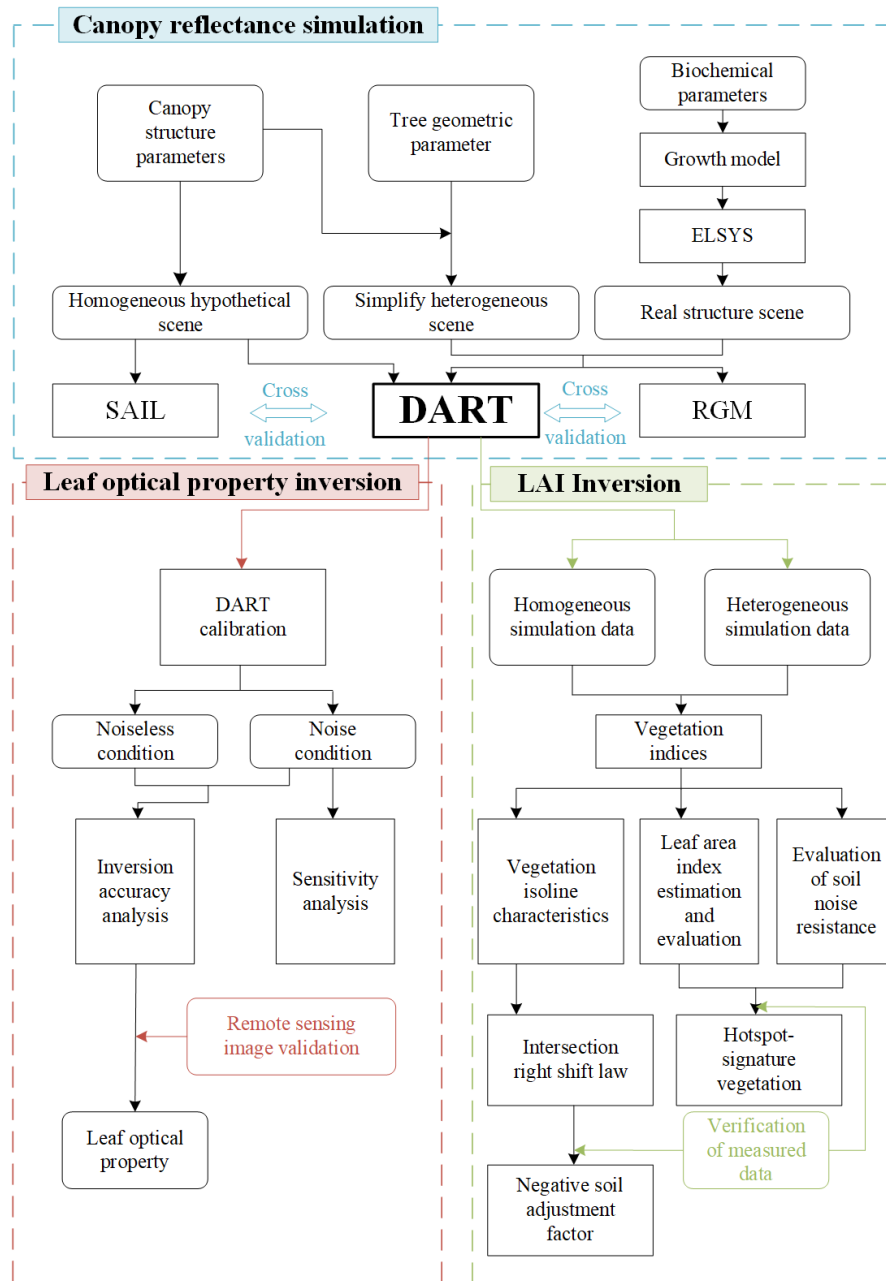 Canopy reflectance simulation
Canopy
structure
parameters
Tree geometric
parameter
Biochemical
parameters
Growth model
ELSYS
Homogeneous hypothetical
scene
Simplify heterogeneous
scene
Real structure scene
SAIL
Cross
validation
DART
Cross
validation
RGM
Leaf optical property inversion
LAI Inversion
DART
calibration
Noiseless
condition
Noise
condition
Inversion
accuracy
analysis
Sensitivity
analysis
Remote sensing
image validation
Leaf optical
property
Homogeneous
simulation data
Heterogeneous
simulation data
Vegetation
indices
Vegetation
isoline
characteristics
Leaf area
index
estimation
and
evaluation
Evaluation
of soil
noise
resistance
Intersection
right shift law
Hotspot-
signature
vegetation
Verification
of measured
data
Negative soil
adjustment
factor